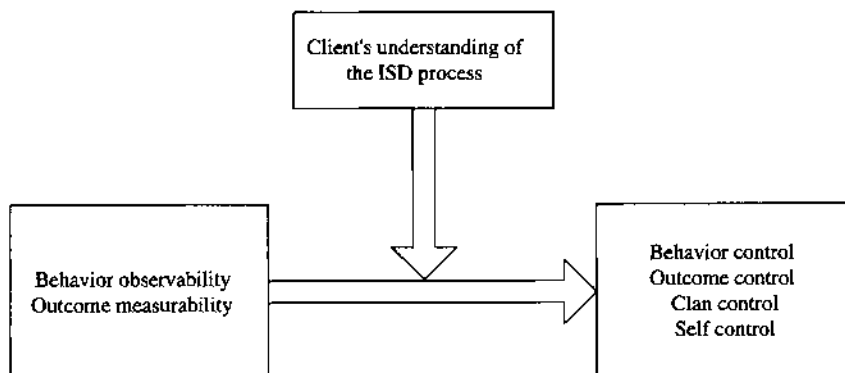 Client's understanding of
the ISD process
Behavior observability
Outcome measurability
Behavior control
Outcome control
Clan control
Self control